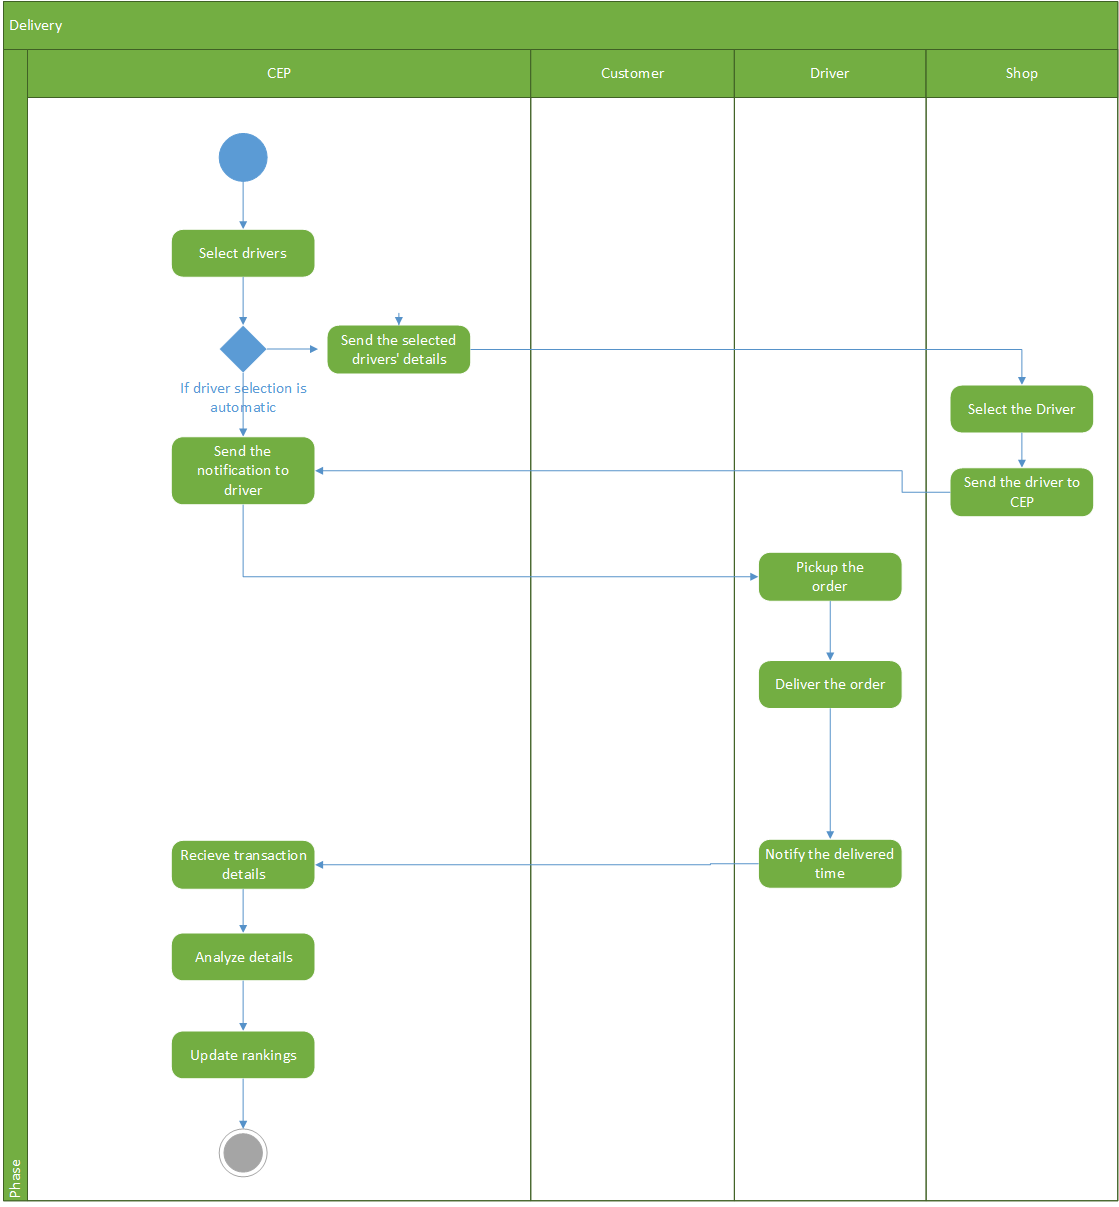 Delivery
CEP
Customer
Driver
Shop
Select drivers
Send the selected
drivers' details
If driver selection is
automatic
Select the Driver
Send the
notification to
driver
Send the driver to
CEP
Pickup the
order
Deliver the order
Recieve transaction
details
Notify the delivered
time
Analyze details
Update rankings
Phase